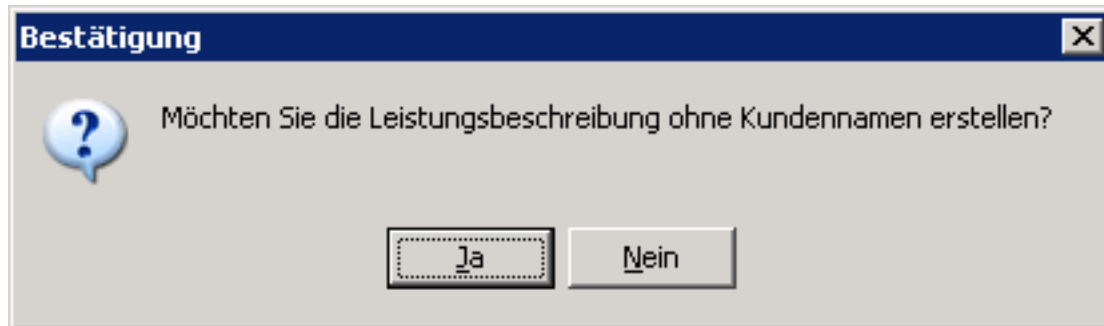 Bestätigung
Möchten Sie die Leistungsbeschreibung ohne Kundennamen erstellen?
Ja
Nein